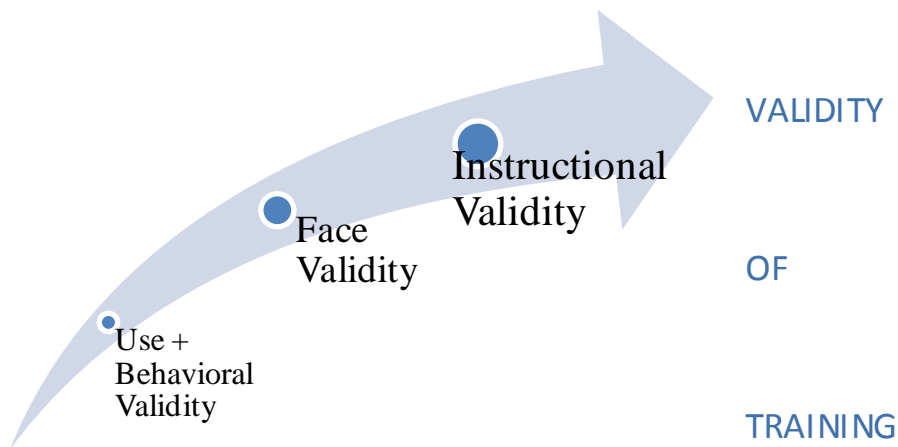 Use +
Behavioral
Validity
Face
Validity
Instructional
Validity
VALIDITY
OF
TRAINING